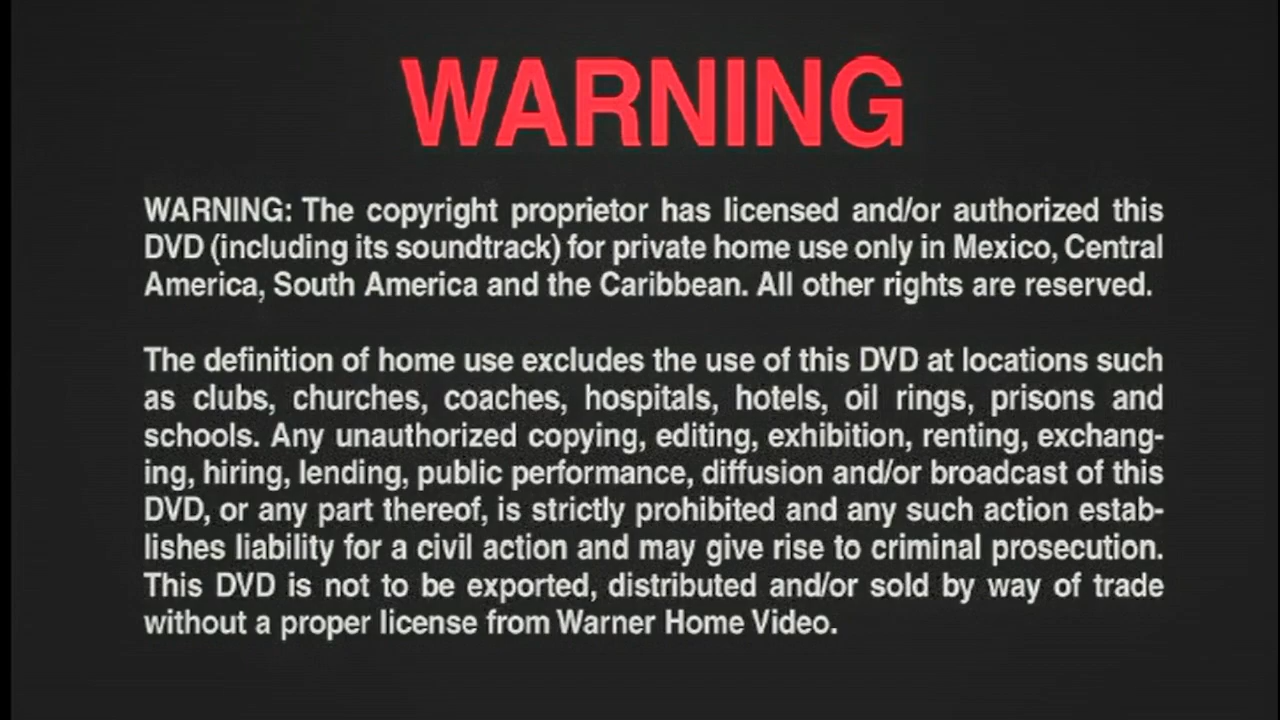 WARNING
WARNING: The copyright proprietor has licensed and/or authorized this
DVD (including its soundtrack) for private home use only in Mexico, Central
America, South America and the Caribbean. All other rights are reserved.
The definition of home use excludes the use of this DVD at locations such
as clubs, churches, coaches, hospitals, hotels, oil rings, prisons and
schools. Any unauthorized copying, editing, exhibition, renting, exchang-
ing, hiring, lending, public performance, diffusion and/or broadcast of this
DVD, or any part thereof, is strictly prohibited and any such action estab-
lishes liability for a civil action and may give rise to criminal prosecution.
This DVD is not to be exported, distributed and/or sold by way of trade
without a proper license from Warner Home Video.